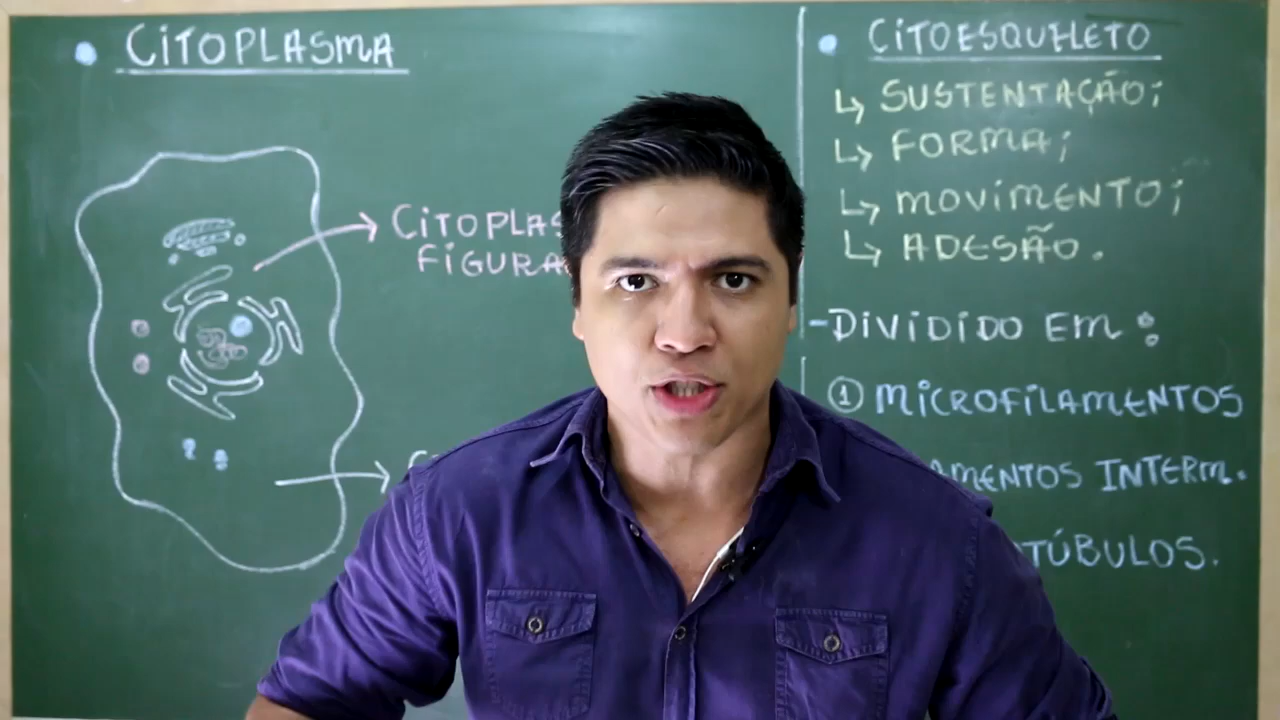 CITOPLASMA
CITOPLAS
FIGURA
CITOESQUELETO
↳ SUSTENTAÇÃO;
↳ FORMA;
↳ MOVIMENTO;
↳ ADESÃO.
-DIVIDIDO EM:
① MICROFILAMENTOS
AMENTOS INTERM.
TÚBULOS.